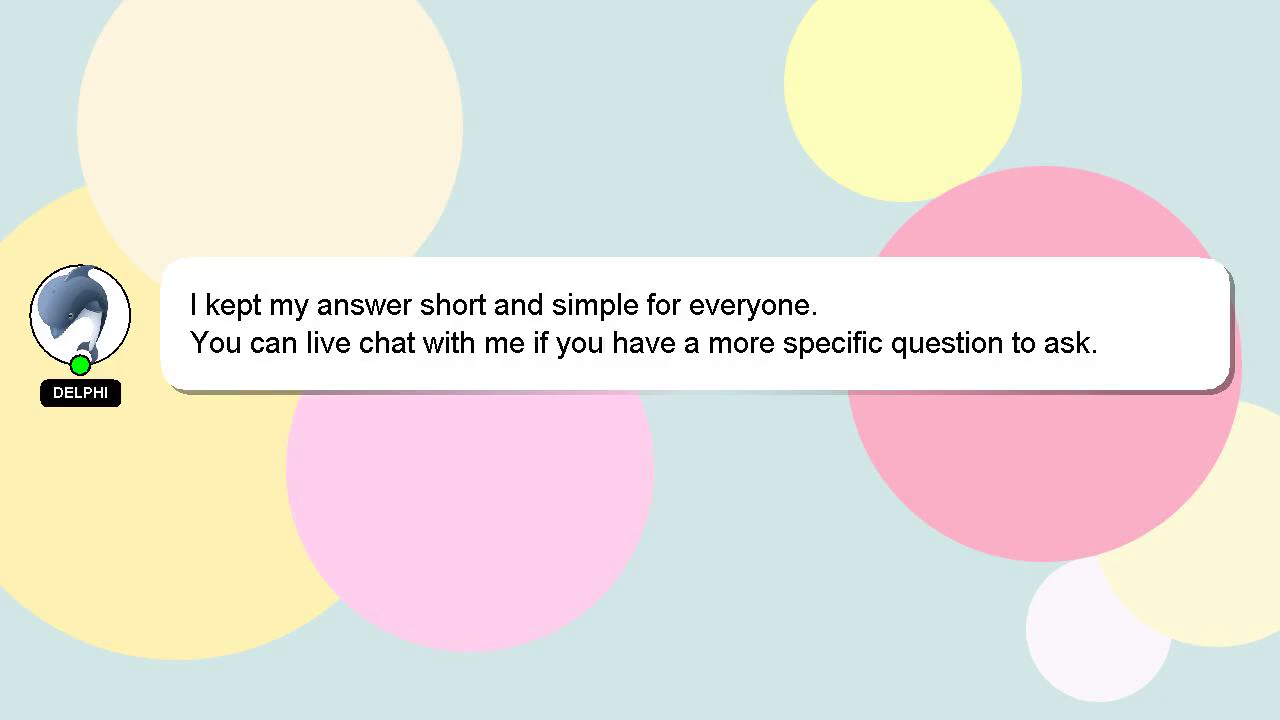 I kept my answer short and simple for everyone.
You can live chat with me if you have a more specific question to ask.
DELPHI